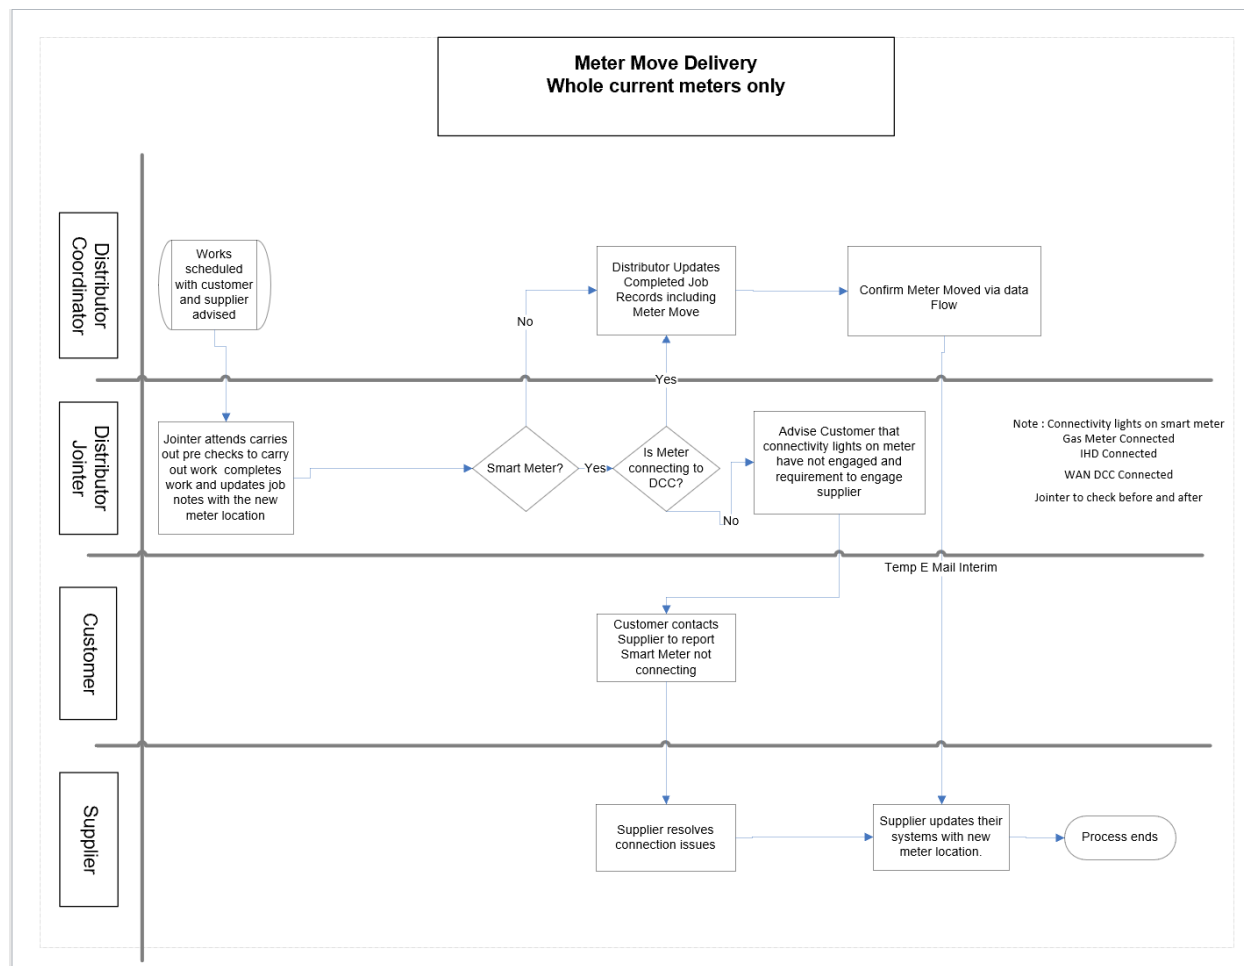 Meter Move Delivery
Whole current meters only
Distributor
Coordinator
Works
scheduled
with customer
and supplier
advised
Distributor Updates
Completed Job
Records including
Meter Move
Confirm Meter Moved via data
Flow
No
Yes
Distributor
Jointer
Jointer attends carries
out pre checks to carry
out work completes
work and updates job
notes with the new
meter location
Smart Meter?
Yes
Is Meter
connecting to
DCC?
No
Advise Customer that
connectivity lights on meter
have not engaged and
requirement to engage
supplier
Note : Connectivity lights on smart meter
Gas Meter Connected
IHD Connected
WAN DCC Connected
Jointer to check before and after
Temp E Mail Interim
Customer
Customer contacts
Supplier to report
Smart Meter not
connecting
Supplier
Supplier resolves
connection issues
Supplier updates their
systems with new
meter location.
Process ends